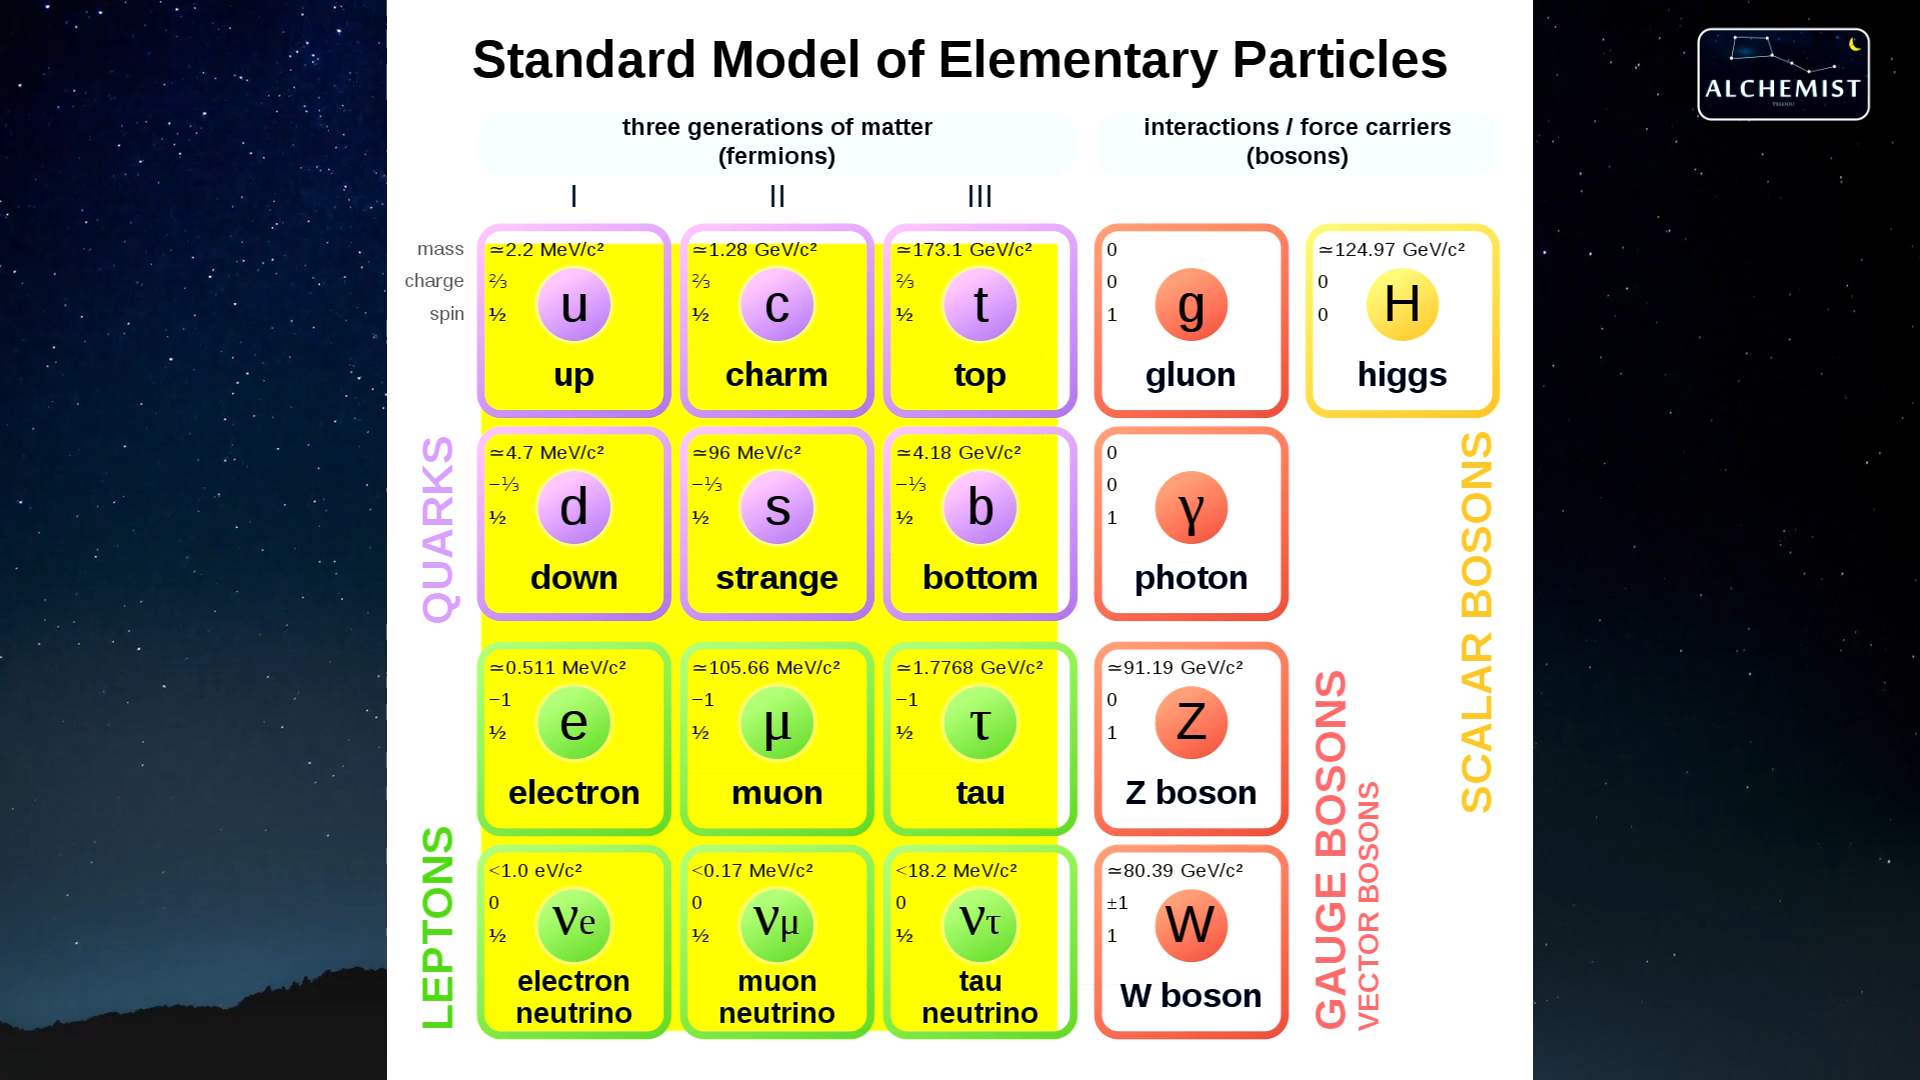 Standard Model of Elementary Particles
ALCHEMIST
TELUGU
three generations of matter
(fermions)
interactions / force carriers
(bosons)
I II III
mass
charge
spin
≃2.2 MeV/c²
⅔
½
u
up
≃1.28 GeV/c²
⅔
½
c
charm
≃173.1 GeV/c²
⅔
½
t
top
0
0
1
g
gluon
≃124.97 GeV/c²
0
0
H
higgs
QUARKS
≃4.7 MeV/c²
−⅓
½
d
down
≃96 MeV/c²
−⅓
½
s
strange
≃4.18 GeV/c²
−⅓
½
b
bottom
0
0
1
γ
photon
SCALAR BOSONS
LEPTONS
≃0.511 MeV/c²
−1
½
e
electron
≃105.66 MeV/c²
−1
½
μ
muon
≃1.7768 GeV/c²
−1
½
τ
tau
≃91.19 GeV/c²
0
1
Z
Z boson
GAUGE BOSONS
VECTOR BOSONS
<1.0 eV/c²
0
½
νe
electron
neutrino
<0.17 MeV/c²
0
½
νμ
muon
neutrino
<18.2 MeV/c²
0
½
ντ
tau
neutrino
≃80.39 GeV/c²
±1
1
W
W boson